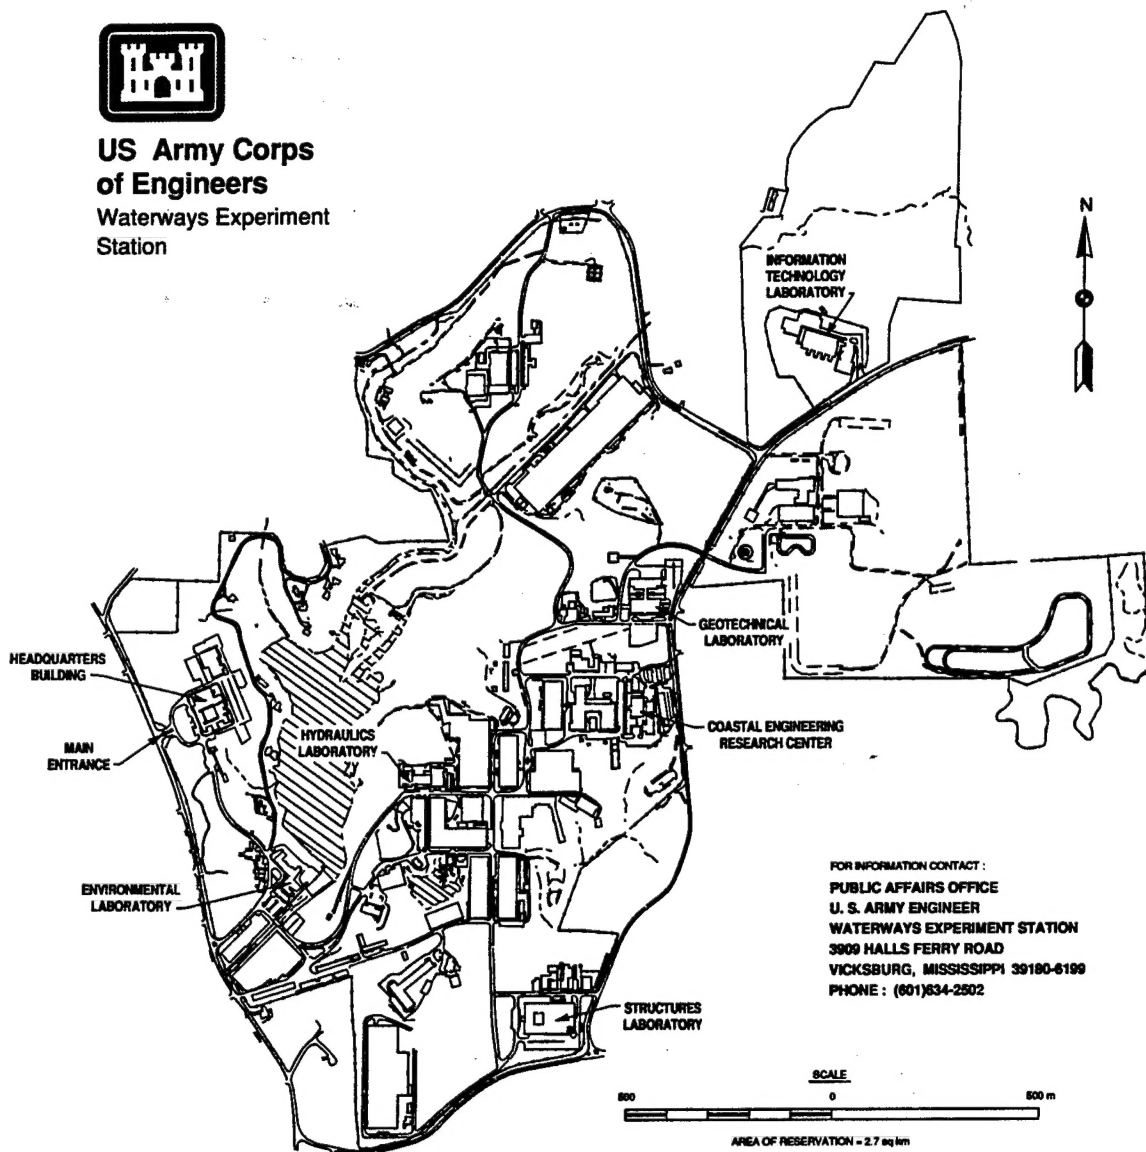 US Army Corps
of Engineers
Waterways Experiment
Station
N
INFORMATION
TECHNOLOGY
LABORATORY
GEOTECHNICAL
LABORATORY
HEADQUARTERS
BUILDING
COASTAL ENGINEERING
RESEARCH CENTER
HYDRAULICS
LABORATORY
MAIN
ENTRANCE
ENVIRONMENTAL
LABORATORY
FOR INFORMATION CONTACT :
PUBLIC AFFAIRS OFFICE
U. S. ARMY ENGINEER
WATERWAYS EXPERIMENT STATION
3909 HALLS FERRY ROAD
VICKSBURG, MISSISSIPPI 39180-6199
PHONE : (601)634-2502
STRUCTURES
LABORATORY
SCALE
500 0 500 m
AREA OF RESERVATION = 2.7 sq km